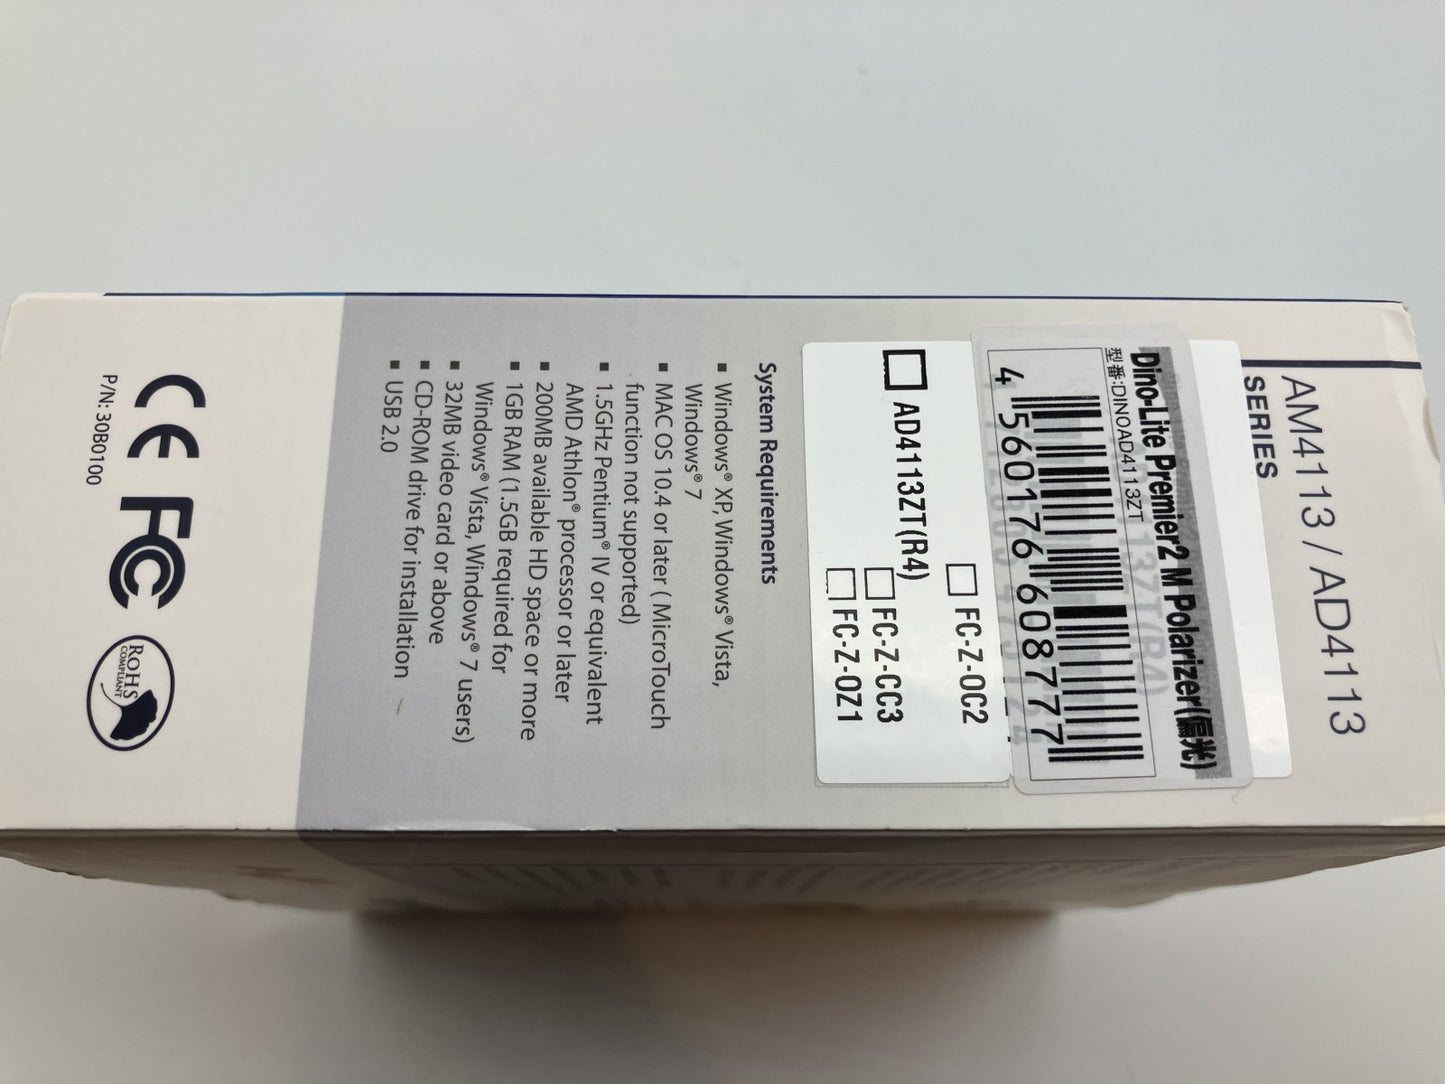 AM4113 / AD4113
SERIES
Dino-Lite Premier2 M Polarizer(偏光)
型番:DINOAD4113ZT
4 560176 608777
FC-Z-0C2
AD4113ZT(R4)
FC-Z-CC3
FC-Z-0Z1
System Requirements
▪ Windows® XP, Windows® Vista,
Windows® 7
▪ MAC OS 10.4 or later ( MicroTouch
function not supported)
▪ 1.5GHz Pentium® IV or equivalent
AMD Athlon® processor or later
▪ 200MB available HD space or more
▪ 1GB RAM (1.5GB required for
Windows® Vista, Windows® 7 users)
▪ 32MB video card or above
▪ CD-ROM drive for installation
▪ USB 2.0
CE FC
ROHS
COMPLIANT
P/N: 30B0100